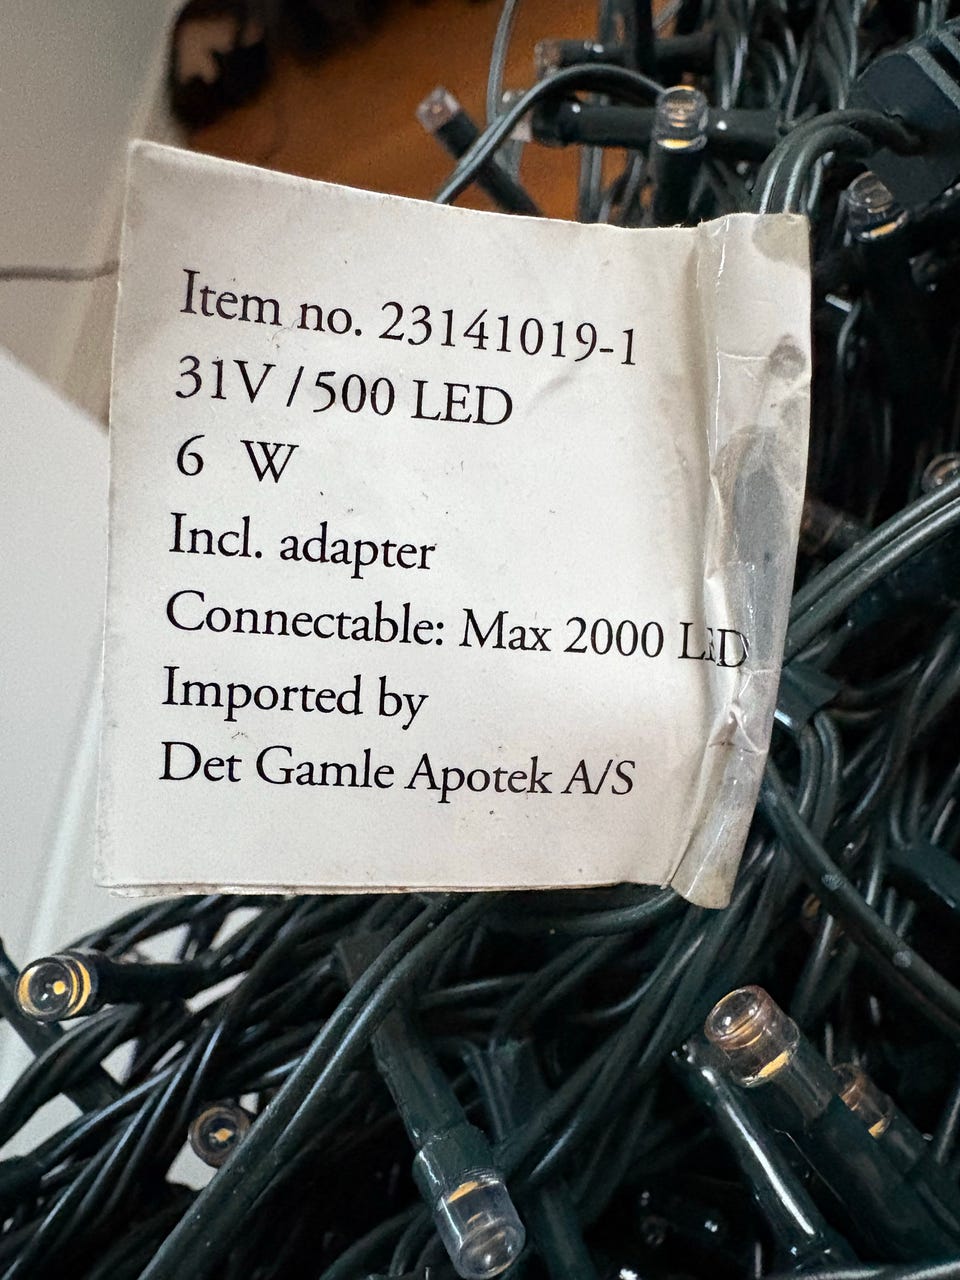 Item no. 23141019-1
31V / 500 LED
6 W
Incl. adapter
Connectable: Max 2000 LED
Imported by
Det Gamle Apotek A/S